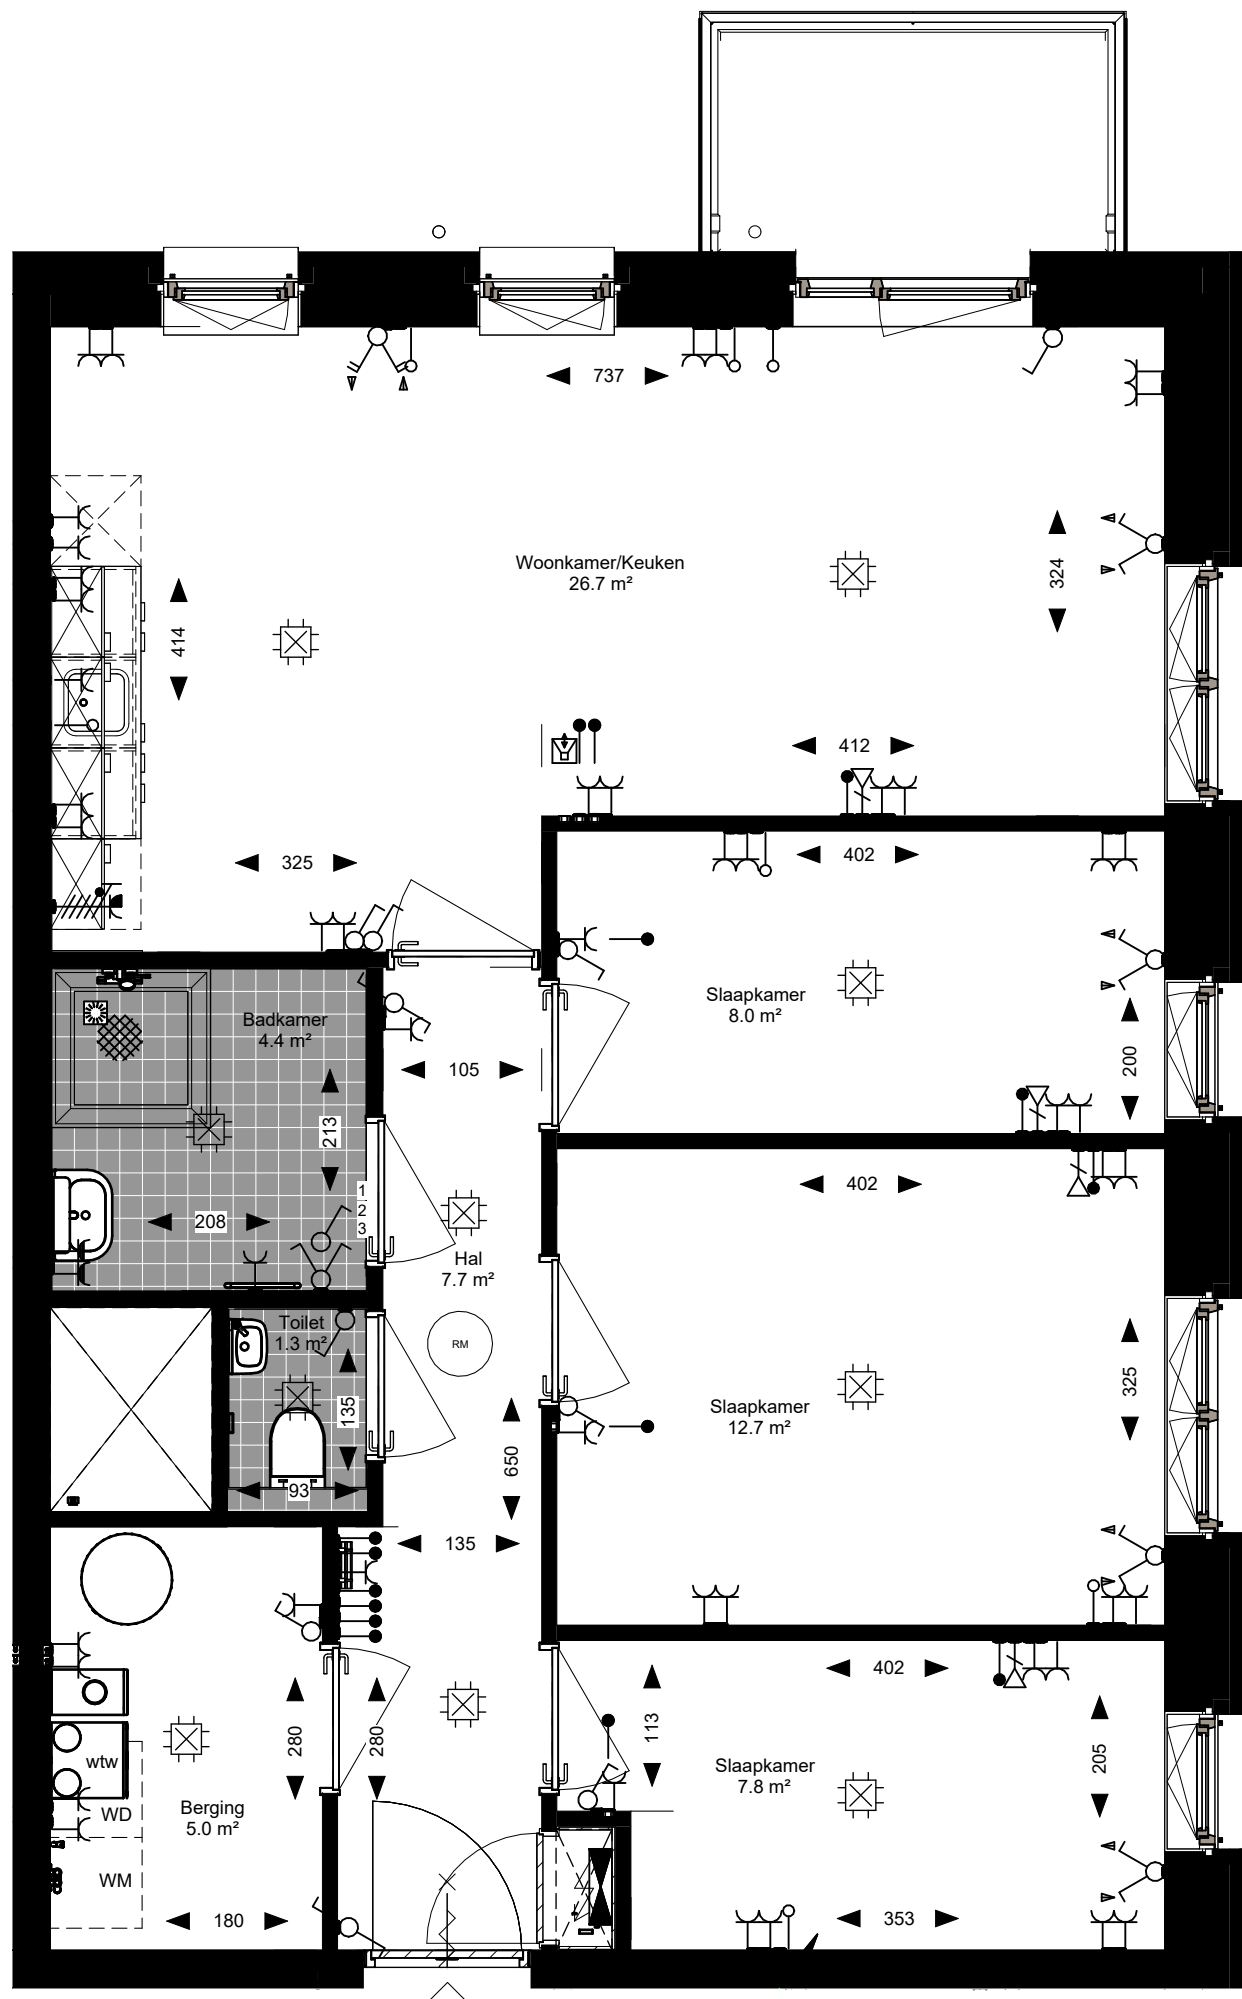 737
Woonkamer/Keuken
26.7 m²
324
414
412
325
402
Slaapkamer
8.0 m²
Badkamer
4.4 m²
105
200
213
402
1
2
3
208
Hal
7.7 m²
Toilet
1.3 m²
RM
135
325
Slaapkamer
12.7 m²
650
93
135
402
113
280
280
205
wtw
Slaapkamer
7.8 m²
WD
Berging
5.0 m²
WM
180
353